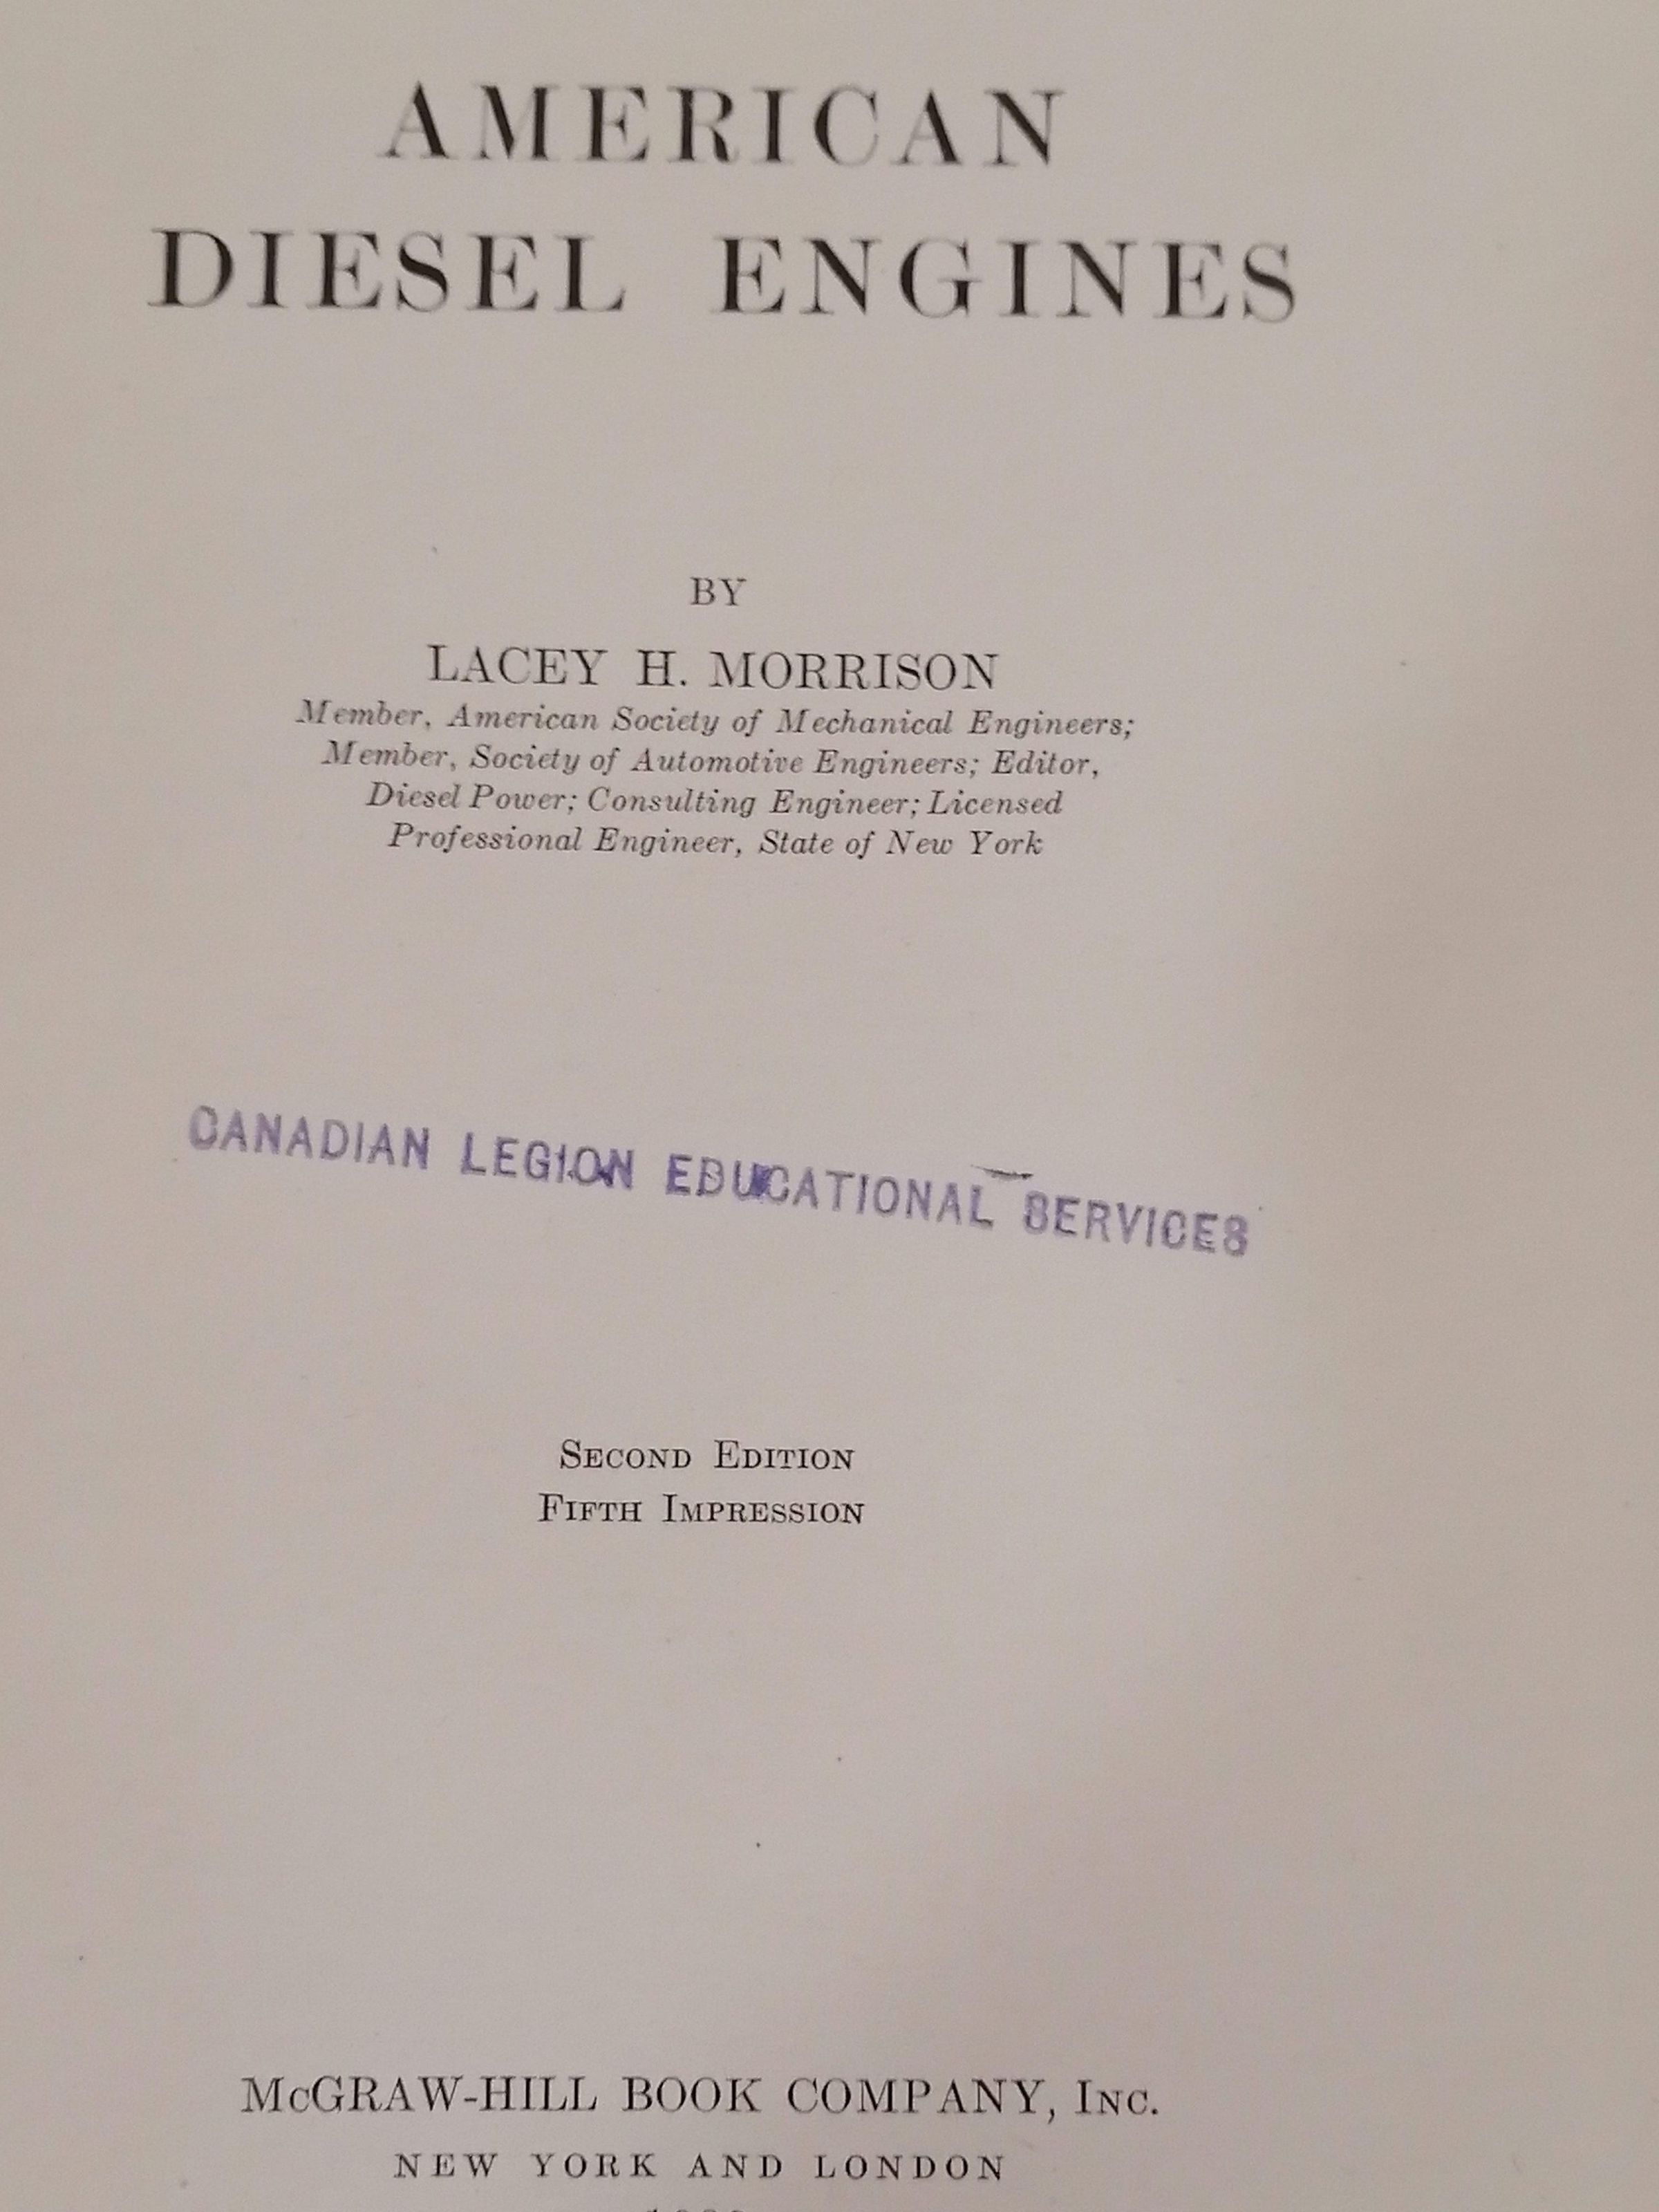 AMERICAN
DIESEL ENGINES
BY
LACEY H. MORRISON
Member, American Society of Mechanical Engineers;
Member, Society of Automotive Engineers; Editor,
Diesel Power; Consulting Engineer; Licensed
Professional Engineer, State of New York
CANADIAN LEGION EDUCATIONAL SERVICES
SECOND EDITION
FIFTH IMPRESSION
McGRAW-HILL BOOK COMPANY, INC.
NEW YORK AND LONDON